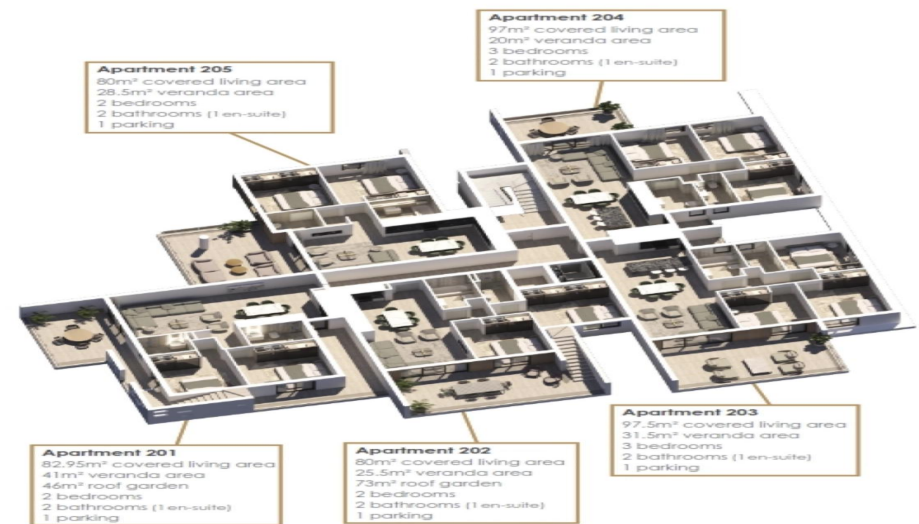 Apartment 204
97m² covered living area
20m² veranda area
3 bedrooms
2 bathrooms (1 en-suite)
1 parking
Apartment 205
80m² covered living area
28.5m² veranda area
2 bedrooms
2 bathrooms (1 en-suite)
1 parking
Apartment 201
82.95m² covered living area
41m² veranda area
46m² roof garden
2 bedrooms
2 bathrooms (1 en-suite)
1 parking
Apartment 202
80m² covered living area
25.5m² veranda area
73m² roof garden
2 bedrooms
2 bathrooms (1 en-suite)
1 parking
Apartment 203
97.5m² covered living area
31.5m² veranda area
3 bedrooms
2 bathrooms (1 en-suite)
1 parking